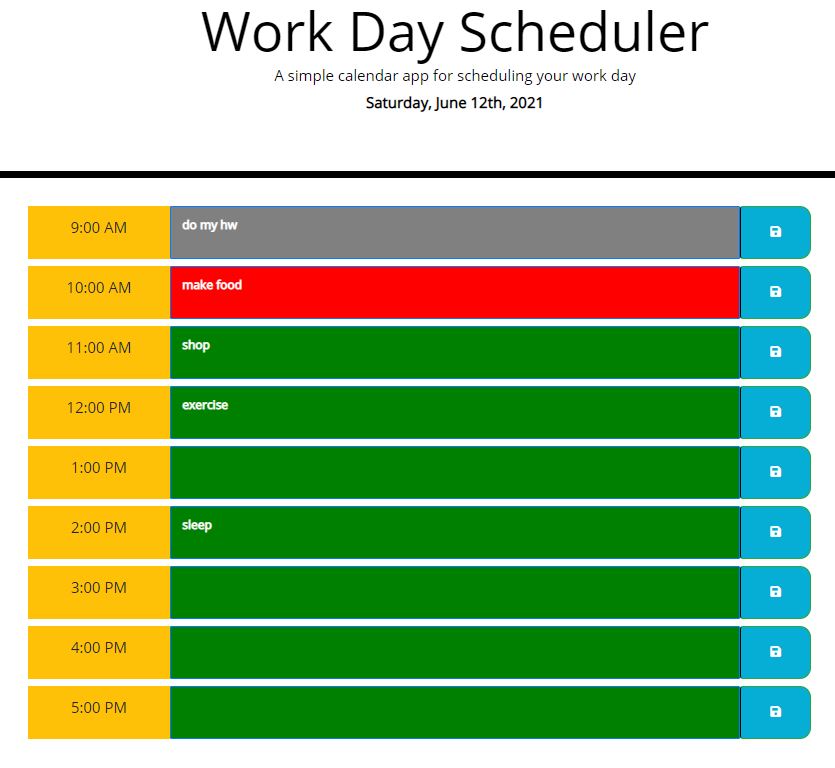 Work Day Scheduler
A simple calendar app for scheduling your work day
Saturday, June 12th, 2021
9:00 AM do my hw
10:00 AM make food
11:00 AM shop
12:00 PM exercise
1:00 PM
2:00 PM sleep
3:00 PM
4:00 PM
5:00 PM